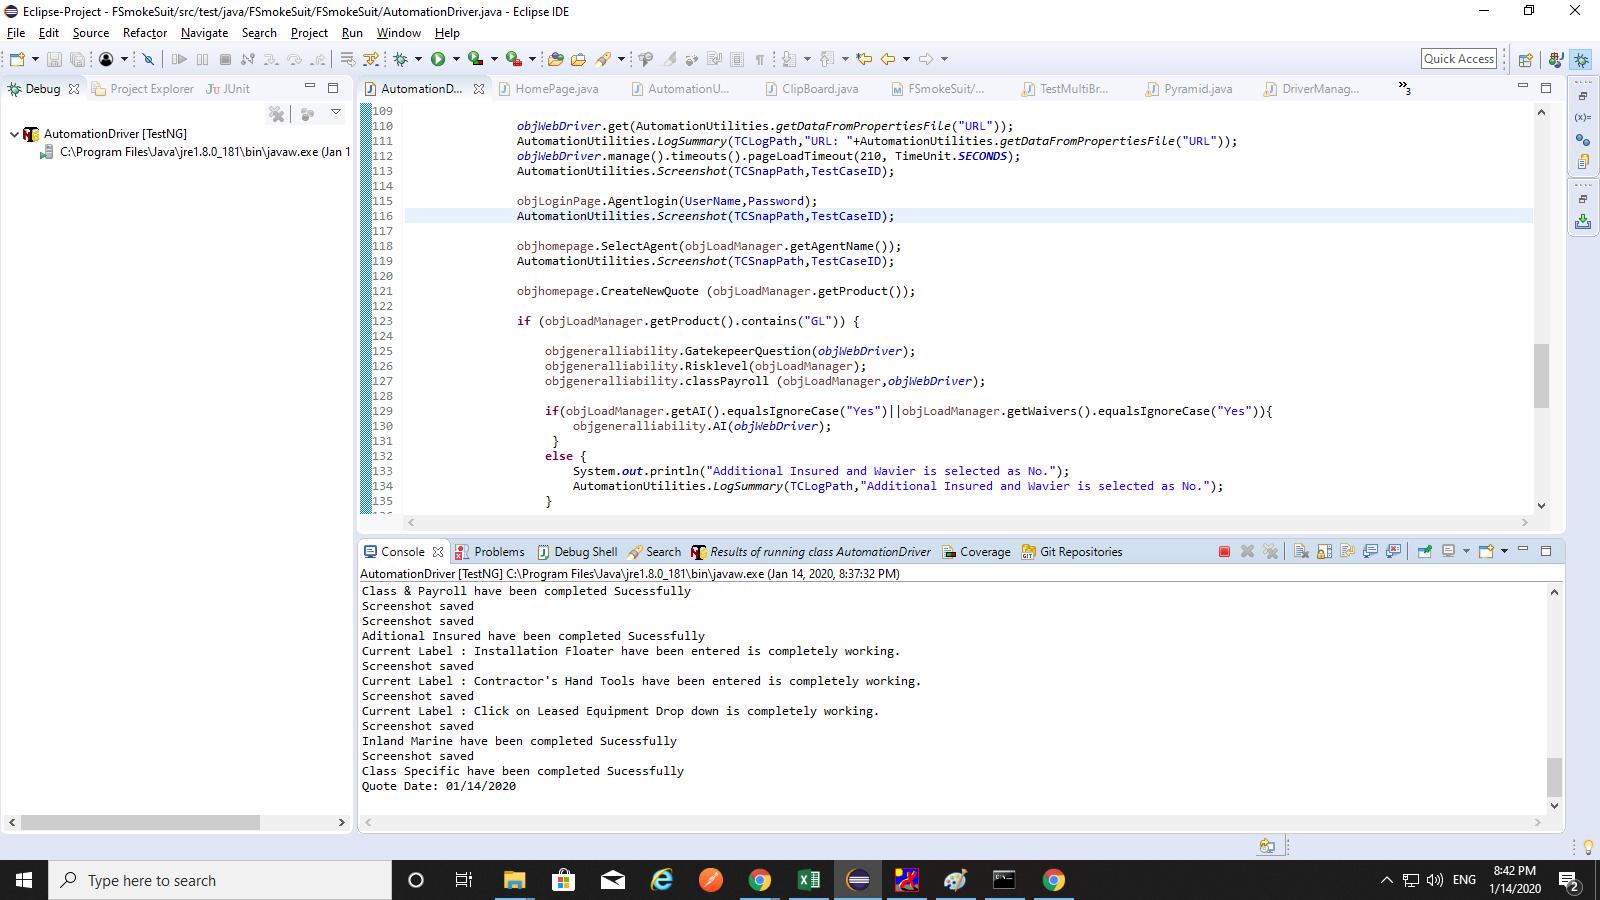 Eclipse-Project - FSmokeSuit/src/test/java/FSmokeSuit/FSmokeSuit/AutomationDriver.java - Eclipse IDE
File Edit Source Refactor Navigate Search Project Run Window Help
Quick Access
Debug Project Explorer JUnit
AutomationDriver [TestNG]
C:\Program Files\Java\jre1.8.0_181\bin\javaw.exe (Jan 1
AutomationD... HomePage.java AutomationU... ClipBoard.java FSmokeSuit/... TestMultiBr... Pyramid.java DriverManag... »3
109
110 objWebDriver.get(AutomationUtilities.getDataFromPropertiesFile("URL"));
111 AutomationUtilities.LogSummary(TCLogPath,"URL: "+AutomationUtilities.getDataFromPropertiesFile("URL"));
112 objWebDriver.manage().timeouts().pageLoadTimeout(210, TimeUnit.SECONDS);
113 AutomationUtilities.Screenshot(TCSnapPath,TestCaseID);
114
115 objLoginPage.Agentlogin(UserName,Password);
116 AutomationUtilities.Screenshot(TCSnapPath,TestCaseID);
117
118 objhomepage.SelectAgent(objLoadManager.getAgentName());
119 AutomationUtilities.Screenshot(TCSnapPath,TestCaseID);
120
121 objhomepage.CreateNewQuote (objLoadManager.getProduct());
122
123 if (objLoadManager.getProduct().contains("GL")) {
124
125 objgeneralliability.GatekepeerQuestion(objWebDriver);
126 objgeneralliability.Risklevel(objLoadManager);
127 objgeneralliability.classPayroll (objLoadManager,objWebDriver);
128
129 if(objLoadManager.getAI().equalsIgnoreCase("Yes")||objLoadManager.getWaivers().equalsIgnoreCase("Yes")){
130 objgeneralliability.AI(objWebDriver);
131 }
132 else {
133 System.out.println("Additional Insured and Wavier is selected as No.");
134 AutomationUtilities.LogSummary(TCLogPath,"Additional Insured and Wavier is selected as No.");
135 }
Console Problems Debug Shell Search Results of running class AutomationDriver Coverage Git Repositories
AutomationDriver [TestNG] C:\Program Files\Java\jre1.8.0_181\bin\javaw.exe (Jan 14, 2020, 8:37:32 PM)
Class & Payroll have been completed Sucessfully
Screenshot saved
Screenshot saved
Aditional Insured have been completed Sucessfully
Current Label : Installation Floater have been entered is completely working.
Screenshot saved
Current Label : Contractor's Hand Tools have been entered is completely working.
Screenshot saved
Current Label : Click on Leased Equipment Drop down is completely working.
Screenshot saved
Inland Marine have been completed Sucessfully
Screenshot saved
Class Specific have been completed Sucessfully
Quote Date: 01/14/2020
Type here to search
ENG
8:42 PM
1/14/2020
2